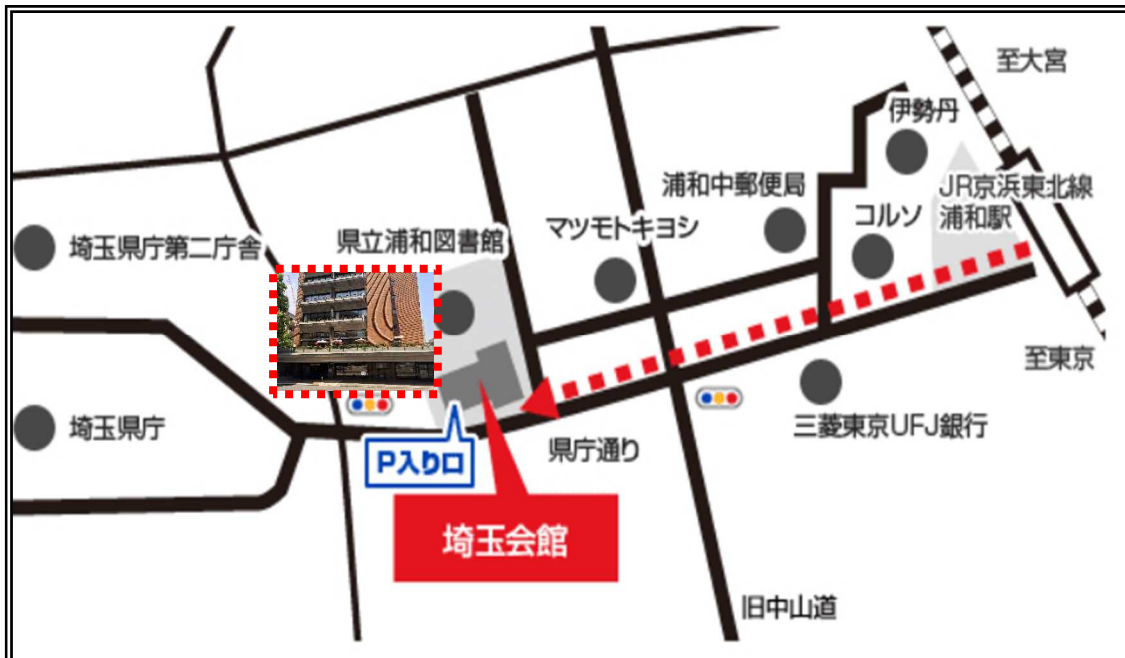 至大宮
伊勢丹
JR京浜東北線
浦和駅
浦和中郵便局
コルソ
マツモトキヨシ
県立浦和図書館
埼玉県庁第二庁舎
至東京
埼玉県庁
三菱東京UFJ銀行
県庁通り
P入り口
埼玉会館
旧中山道